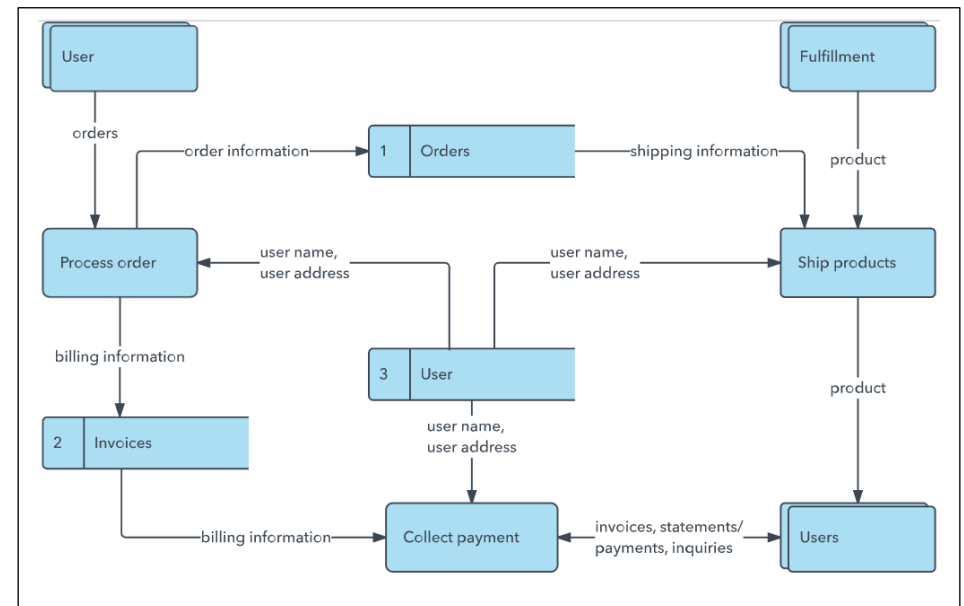 User
Fulfillment
orders
order information
1
Orders
shipping information
product
Process order
user name,
user address
user name,
user address
Ship products
billing information
3
User
product
2
Invoices
user name,
user address
billing information
Collect payment
invoices, statements/
payments, inquiries
Users